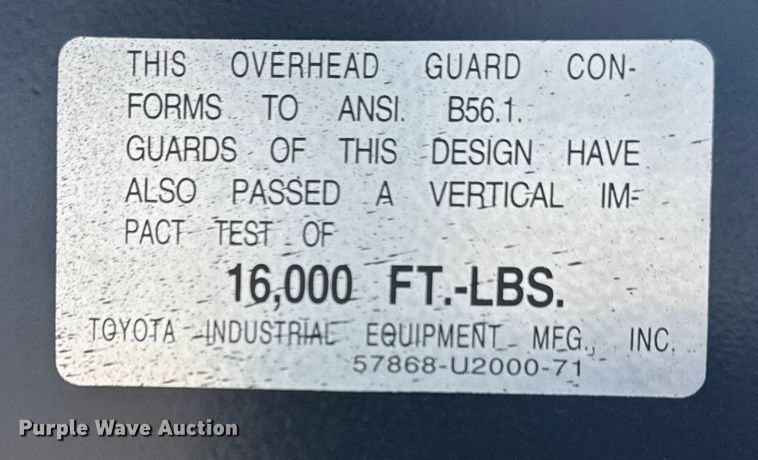 THIS OVERHEAD GUARD CON-
FORMS TO ANSI. B56.1.
GUARDS OF THIS DESIGN HAVE
ALSO PASSED A VERTICAL IM-
PACT TEST OF
16,000 FT.-LBS.
TOYOTA INDUSTRIAL EQUIPMENT MFG., INC.
57868-U2000-71
Purple Wave Auction